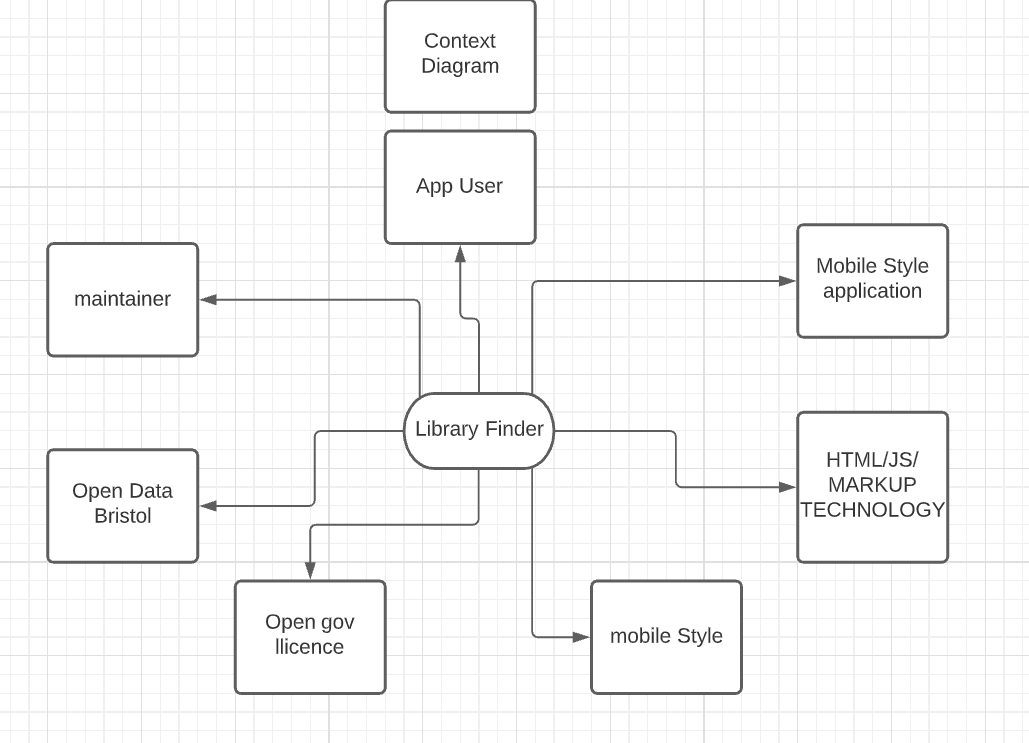 Context
Diagram
App User
maintainer
Mobile Style
application
Library Finder
Open Data
Bristol
HTML/JS/
MARKUP
TECHNOLOGY
Open gov
llicence
mobile Style